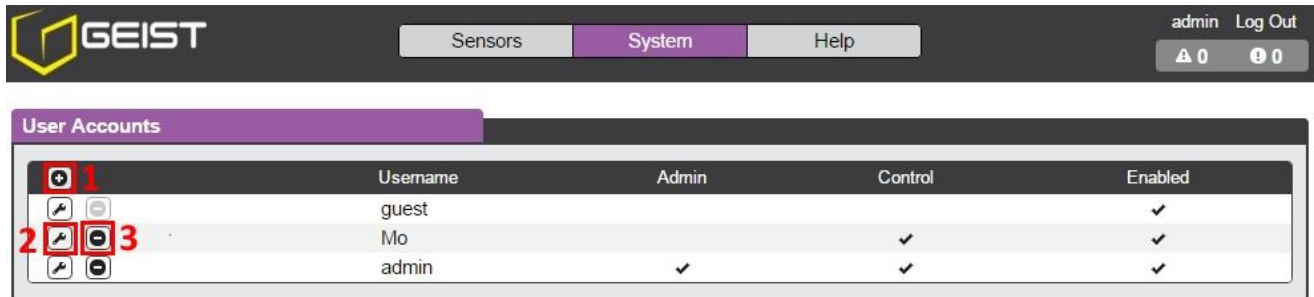 GEIST
Sensors System Help
admin Log Out
0 0
User Accounts
1 Username Admin Control Enabled
guest
2 3 Mo
admin